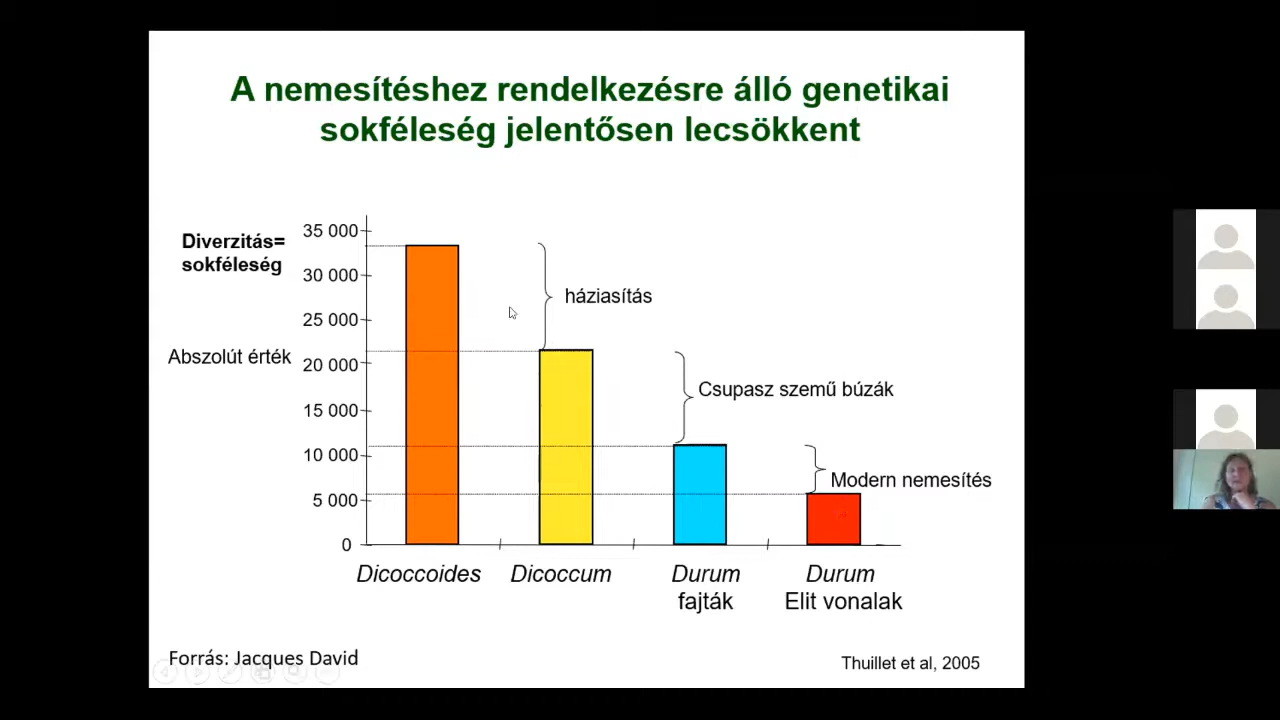 A nemesítéshez rendelkezésre álló genetikai
sokféleség jelentősen lecsökkent
Diverzitás=
sokféleség
Abszolút érték
35 000
30 000
25 000
20 000
15 000
10 000
5 000
0
háziasítás
Csupasz szemű búzák
Modern nemesítés
Dicoccoides
Dicoccum
Durum
fajták
Durum
Elit vonalak
Forrás: Jacques David
Thuillet et al, 2005